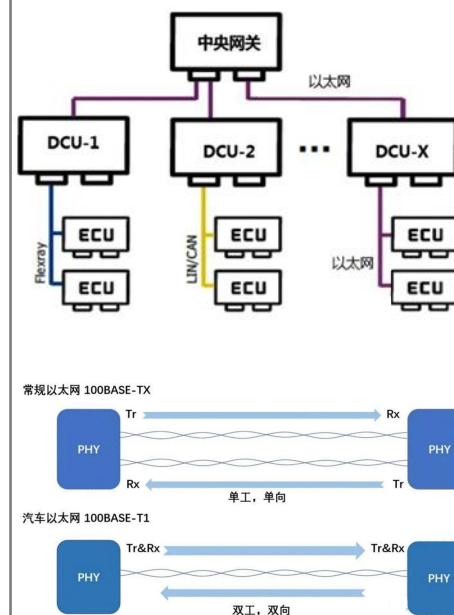 中央网关
以太网
DCU-1
DCU-2
...
DCU-X
Flexray
ECU
ECU
LIN/CAN
ECU
ECU
以太网
ECU
ECU
常规以太网 100BASE-TX
PHY
Tr
Rx
PHY
Rx
Tr
单工，单向
汽车以太网 100BASE-T1
PHY
Tr&Rx
Tr&Rx
PHY
双工，双向